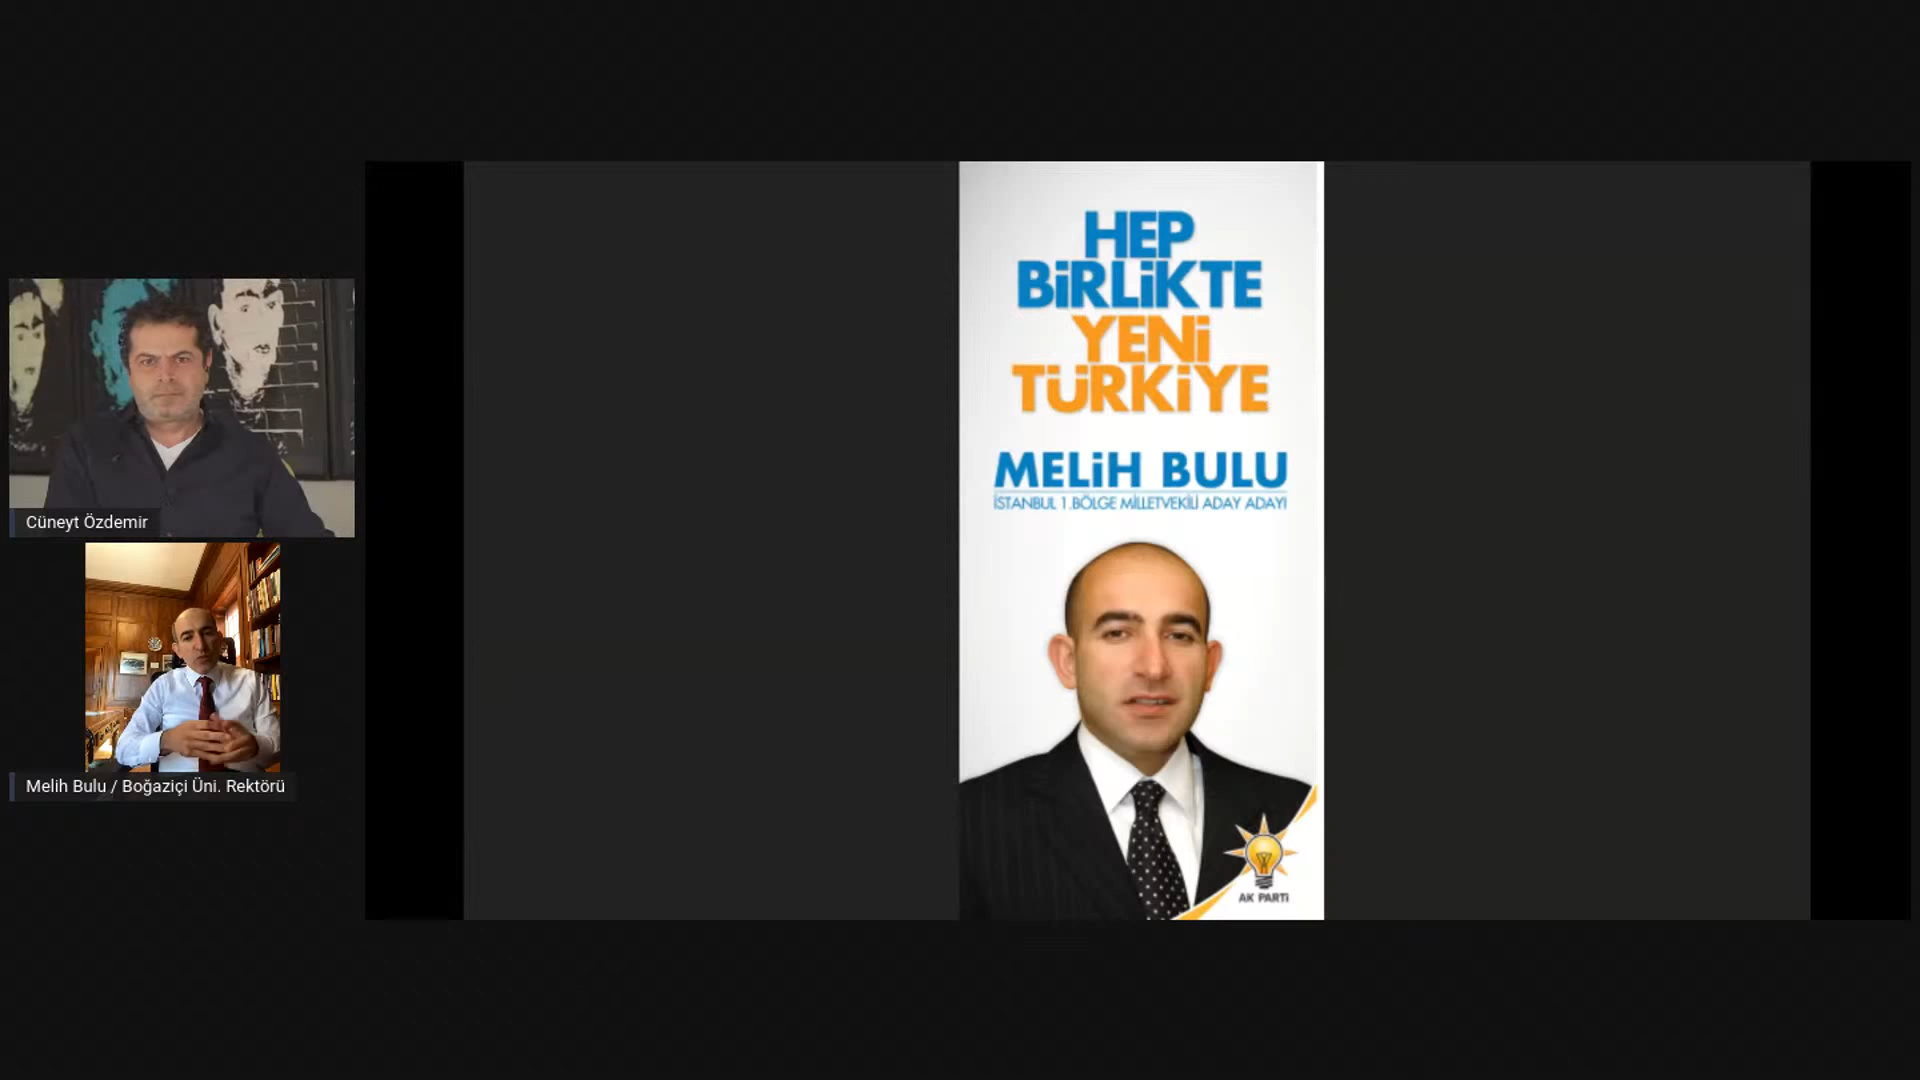 Cüneyt Özdemir
Melih Bulu / Boğaziçi Üni. Rektörü
HEP
BİRLİKTE
YENİ
TÜRKİYE
MELİH BULU
İSTANBUL 1.BÖLGE MİLLETVEKİLİ ADAY ADAYI
AK PARTİ